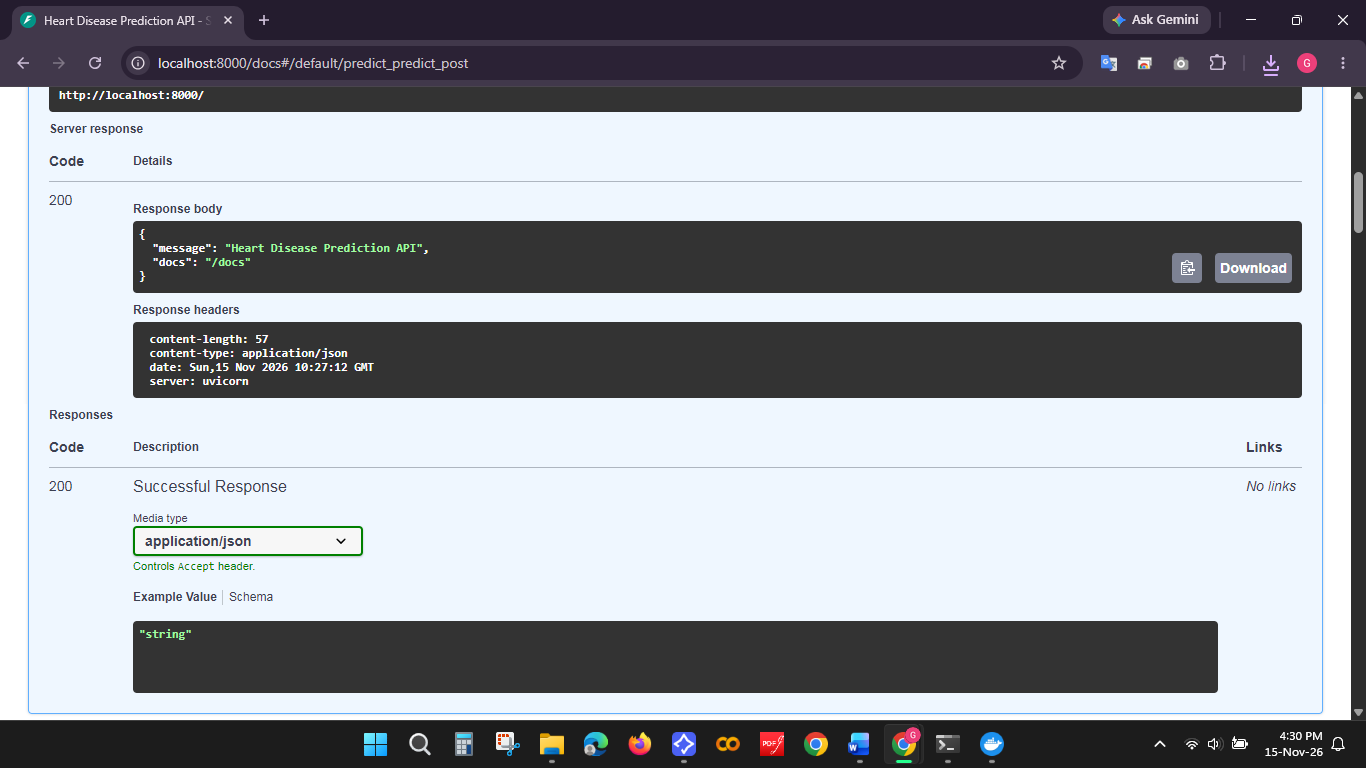 Heart Disease Prediction API - S
Ask Gemini
localhost:8000/docs#/default/predict_predict_post
G
http://localhost:8000/
Server response
Code Details
200
Response body
{
"message": "Heart Disease Prediction API",
"docs": "/docs"
}
Download
Response headers
content-length: 57
content-type: application/json
date: Sun,15 Nov 2026 10:27:12 GMT
server: uvicorn
Responses
Code Description Links
200 Successful Response No links
Media type
application/json
Controls Accept header.
Example Value Schema
"string"
PDF
W
G
4:30 PM
15-Nov-26